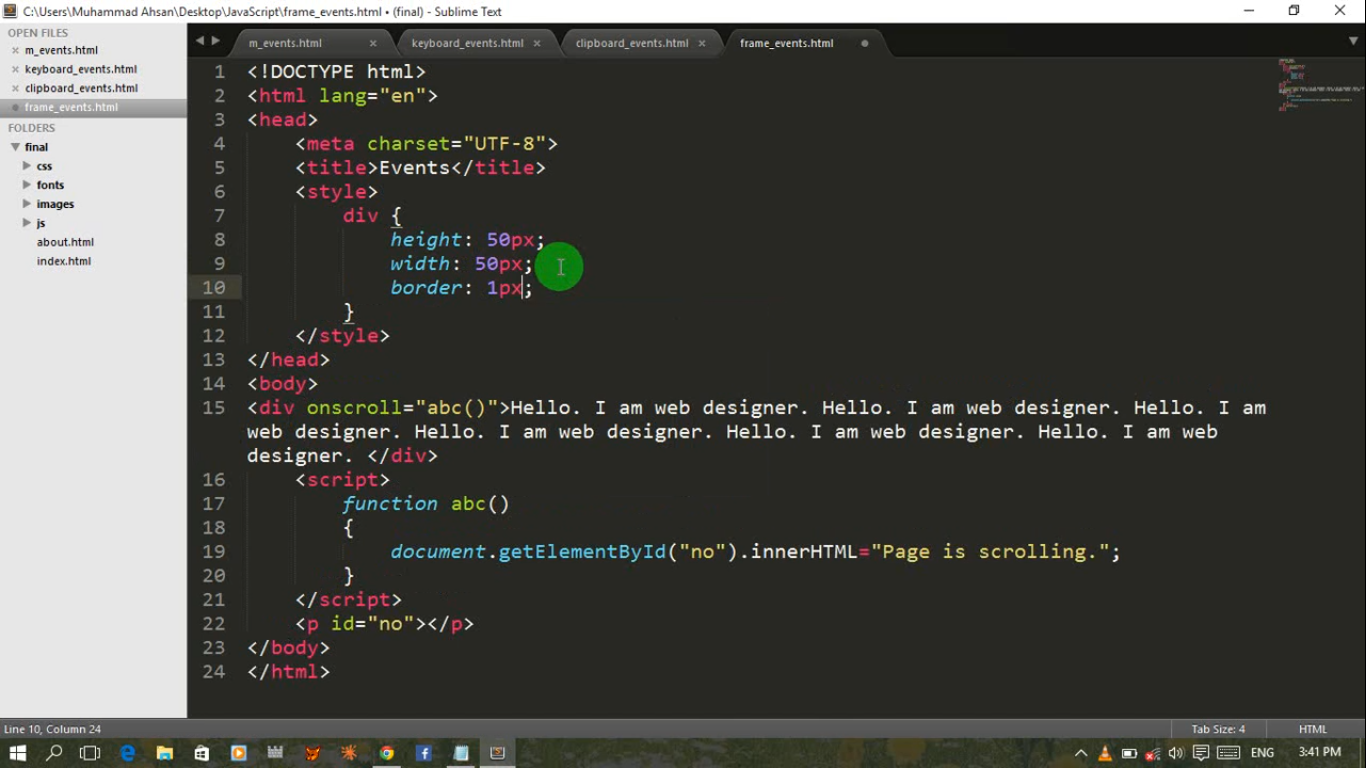 C:\Users\Muhammad Ahsan\Desktop\JavaScript\frame_events.html • (final) - Sublime Text
OPEN FILES
m_events.html
keyboard_events.html
clipboard_events.html
frame_events.html
FOLDERS
final
css
fonts
images
js
about.html
index.html
m_events.html
keyboard_events.html
clipboard_events.html
frame_events.html
1 <!DOCTYPE html>
2 <html lang="en">
3 <head>
4     <meta charset="UTF-8">
5     <title>Events</title>
6     <style>
7         div {
8             height: 50px;
9             width: 50px;
10             border: 1px;
11         }
12     </style>
13 </head>
14 <body>
15 <div onscroll="abc()">Hello. I am web designer. Hello. I am web designer. Hello. I am
web designer. Hello. I am web designer. Hello. I am web designer. Hello. I am web
designer. </div>
16     <script>
17         function abc()
18         {
19             document.getElementById("no").innerHTML="Page is scrolling.";
20         }
21     </script>
22     <p id="no"></p>
23 </body>
24 </html>
Line 10, Column 24
Tab Size: 4
HTML
ENG
3:41 PM